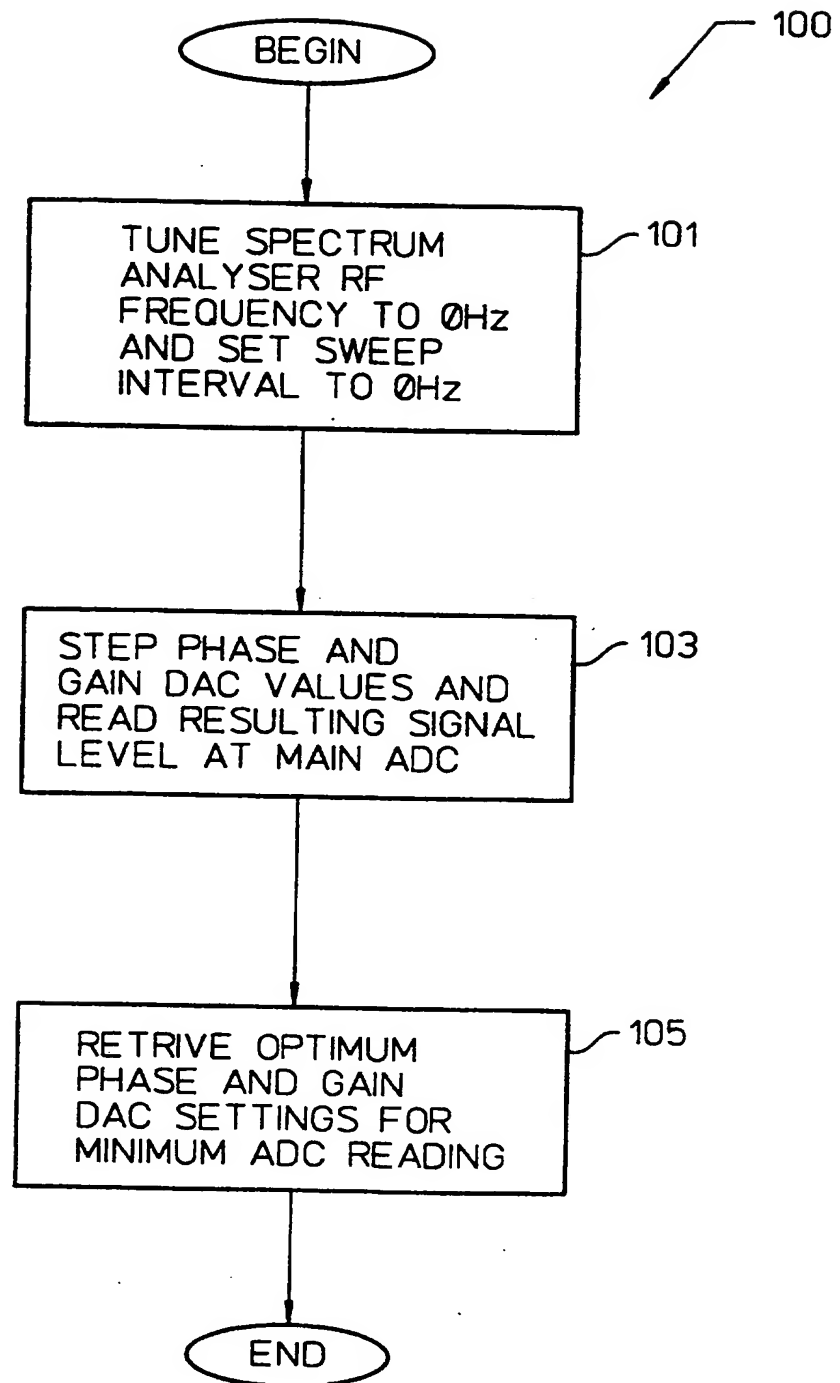 BEGIN
100
TUNE SPECTRUM
ANALYSER RF
FREQUENCY TO 0Hz
AND SET SWEEP
INTERVAL TO 0Hz
101
STEP PHASE AND
GAIN DAC VALUES AND
READ RESULTING SIGNAL
LEVEL AT MAIN ADC
103
RETRIVE OPTIMUM
PHASE AND GAIN
DAC SETTINGS FOR
MINIMUM ADC READING
105
END